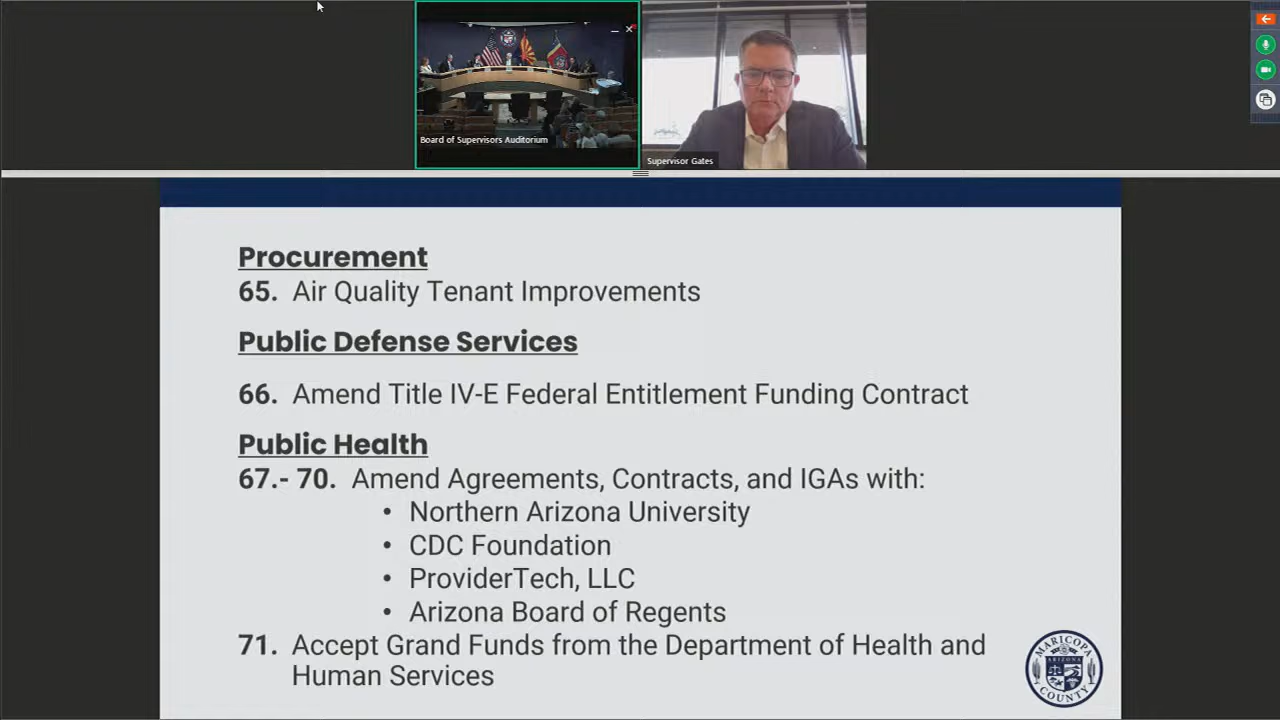 Board of Supervisors Auditorium
Supervisor Gates
Procurement
65. Air Quality Tenant Improvements
Public Defense Services
66. Amend Title IV-E Federal Entitlement Funding Contract
Public Health
67.- 70. Amend Agreements, Contracts, and IGAs with:
• Northern Arizona University
• CDC Foundation
• ProviderTech, LLC
• Arizona Board of Regents
71. Accept Grand Funds from the Department of Health and
Human Services
MARICOPA
ARIZONA
COUNTY